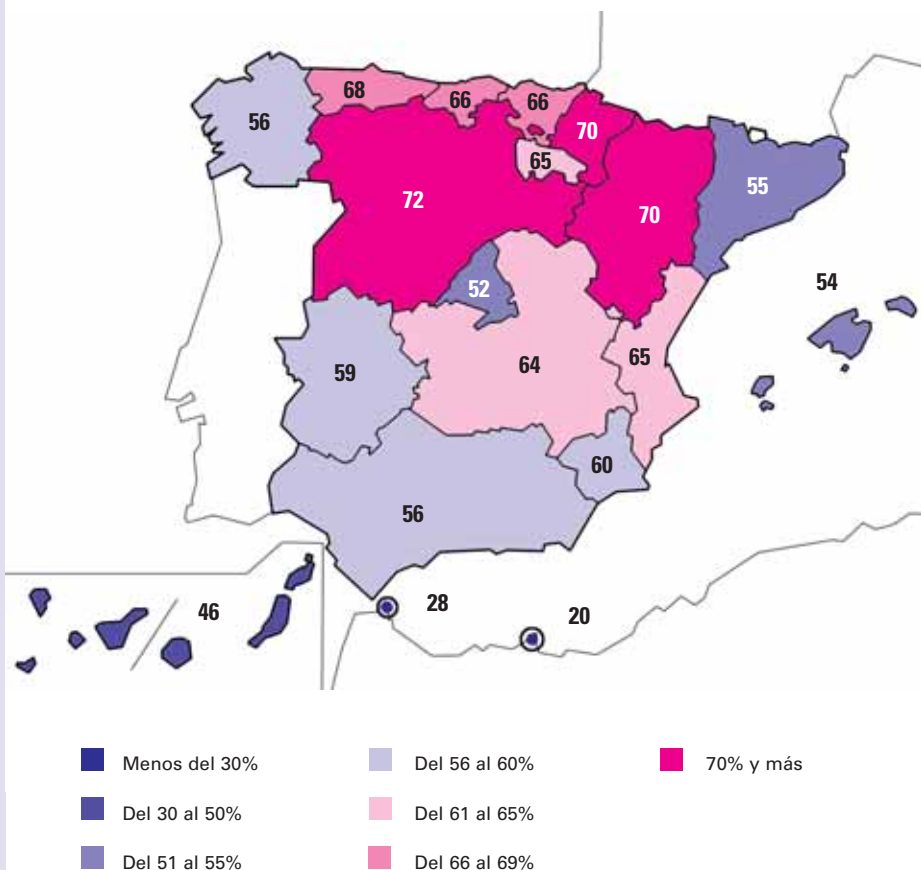 68
66
66
56
70
65
55
72
70
52
54
65
64
59
60
56
28
20
46
Menos del 30%
Del 30 al 50%
Del 51 al 55%
Del 56 al 60%
Del 61 al 65%
Del 66 al 69%
70% y más